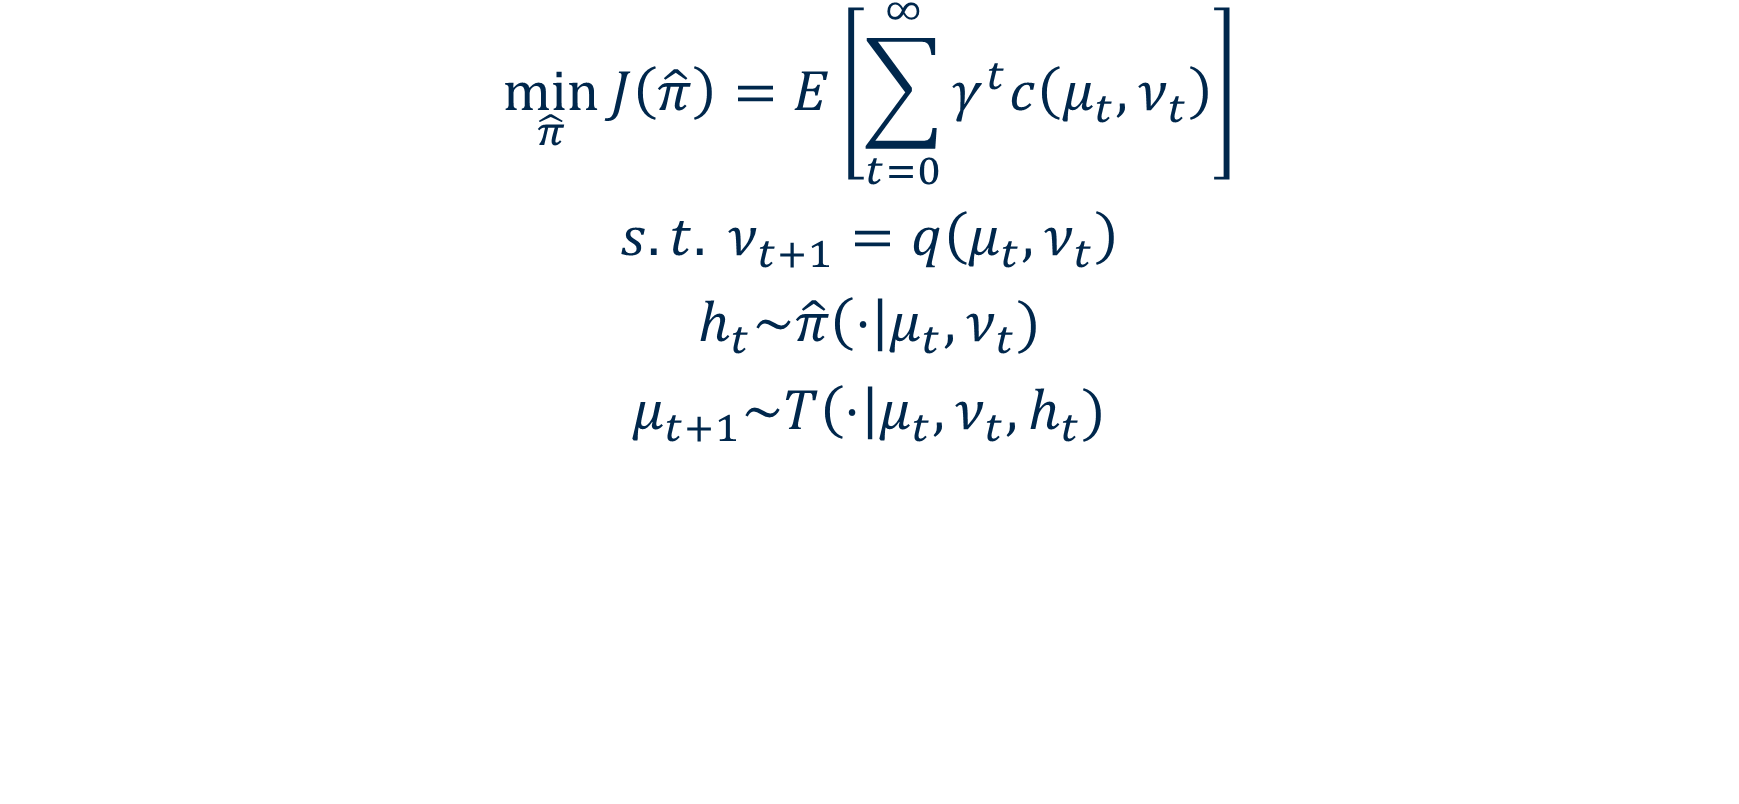 min_π̂ J(π̂) = E [∑_{t=0}^{∞} γ^t c(μ_t, ν_t)]
s.t. ν_{t+1} = q(μ_t, ν_t)
h_t~π̂(·|μ_t, ν_t)
μ_{t+1}~T(·|μ_t, ν_t, h_t)